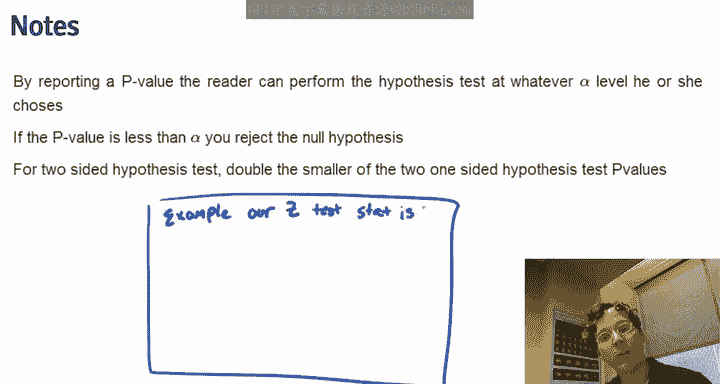 Notes
By reporting a P-value the reader can perform the hypothesis test at whatever α level he or she
choses
If the P-value is less than α you reject the null hypothesis
For two sided hypothesis test, double the smaller of the two one sided hypothesis test Pvalues
Example our Z test stat is